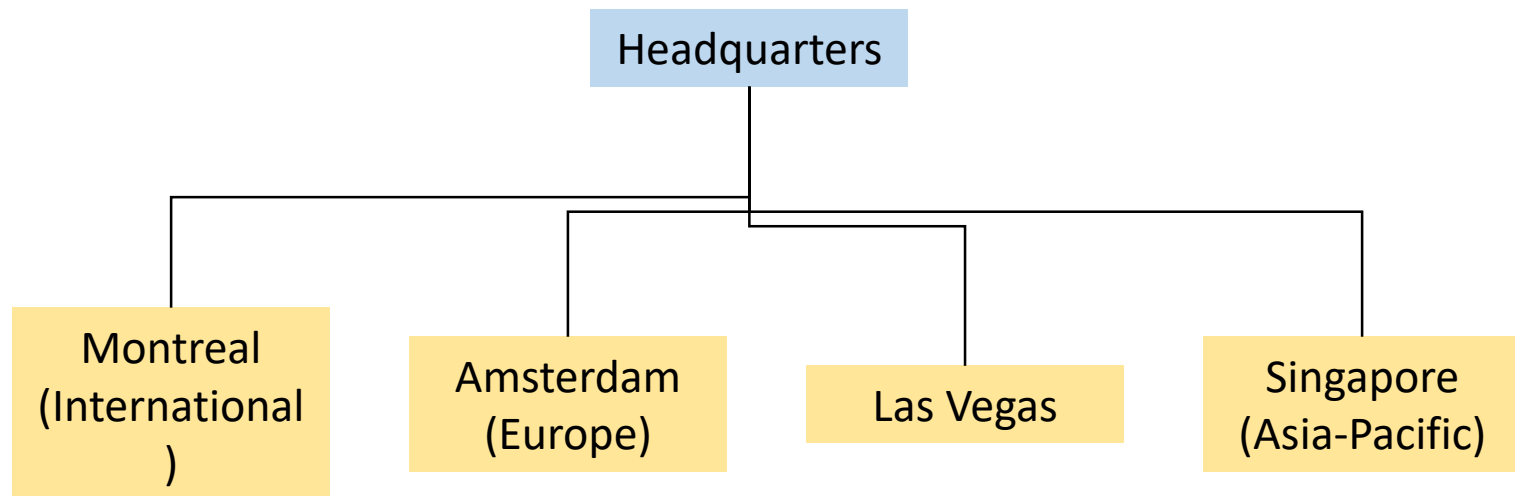 Headquarters
Montreal
(International
)
Amsterdam
(Europe)
Las Vegas
Singapore
(Asia-Pacific)